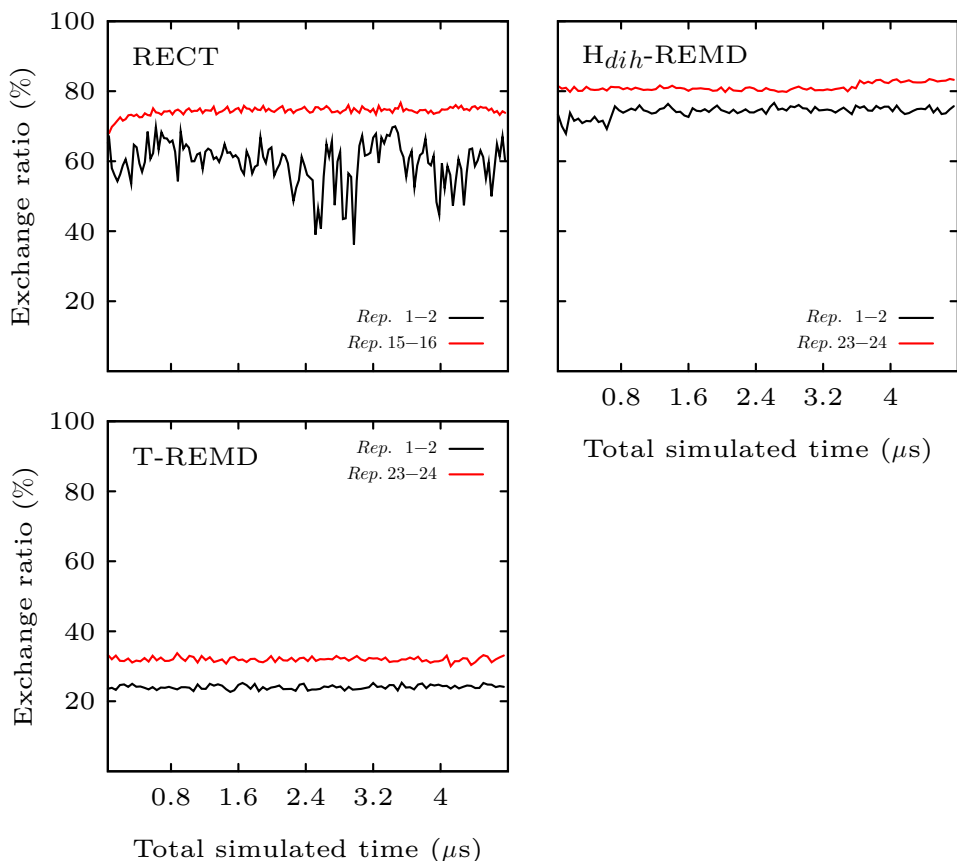 RECT
Exchange ratio (%)
100
80
60
40
20
Rep. 1−2
Rep. 15−16
H_dih-REMD
Rep. 1−2
Rep. 23−24
0.8 1.6 2.4 3.2 4
Total simulated time (μs)
T-REMD
Exchange ratio (%)
100
80
60
40
20
Rep. 1−2
Rep. 23−24
0.8 1.6 2.4 3.2 4
Total simulated time (μs)